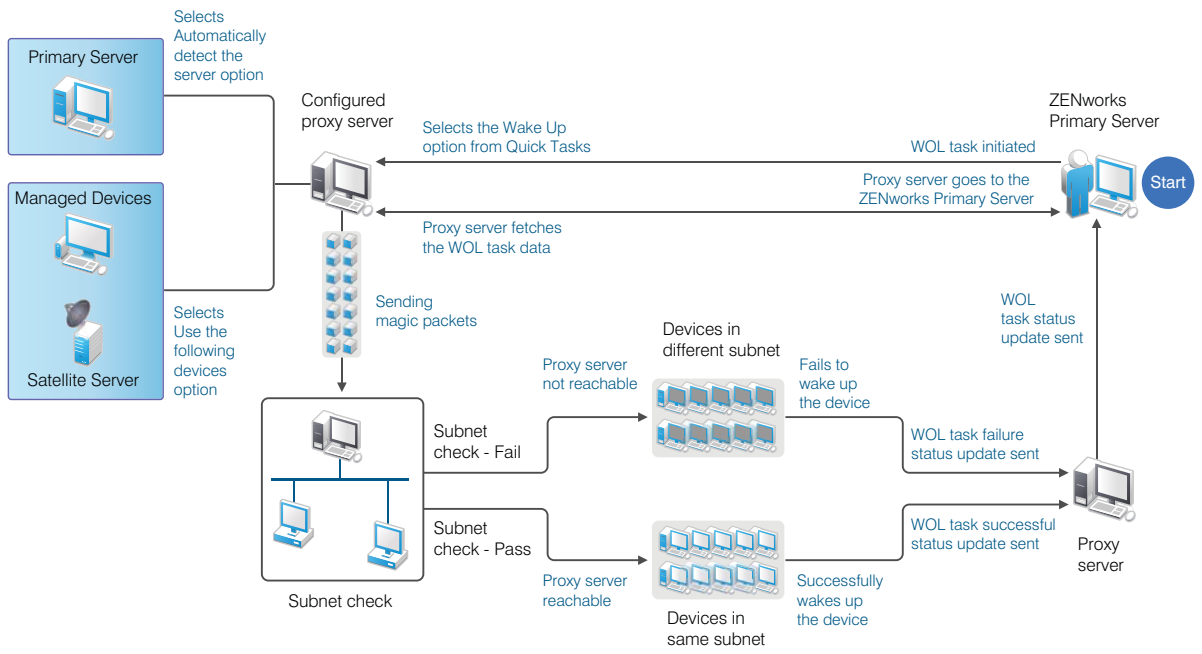 Selects
Automatically
detect the
server option
Primary Server
Managed Devices
Satellite Server
Selects
Use the
following
devices
option
Configured
proxy server
Selects the Wake Up
option from Quick Tasks
WOL task initiated
ZENworks
Primary Server
Start
Proxy server goes to the
ZENworks Primary Server
Proxy server fetches
the WOL task data
Sending
magic packets
WOL
task status
update sent
Devices in
different subnet
Proxy server
not reachable
Fails to
wake up
the device
Subnet
check - Fail
WOL task failure
status update sent
Subnet
check - Pass
WOL task successful
status update sent
Proxy
server
Proxy server
reachable
Successfully
wakes up
the device
Subnet check
Devices in
same subnet